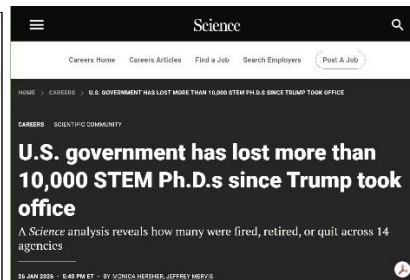 Science
Careers Home Careers Articles Find a Job Search Employers Post A Job
HOME > CAREERS > U.S. GOVERNMENT HAS LOST MORE THAN 10,000 STEM PH.D.S SINCE TRUMP TOOK OFFICE
CAREERS SCIENTIFIC COMMUNITY
U.S. government has lost more than
10,000 STEM Ph.D.s since Trump took
office
A Science analysis reveals how many were fired, retired, or quit across 14
agencies
26 JAN 2026 · 5:40 PM ET · BY MONICA HERSHER, JEFFREY MERVIS